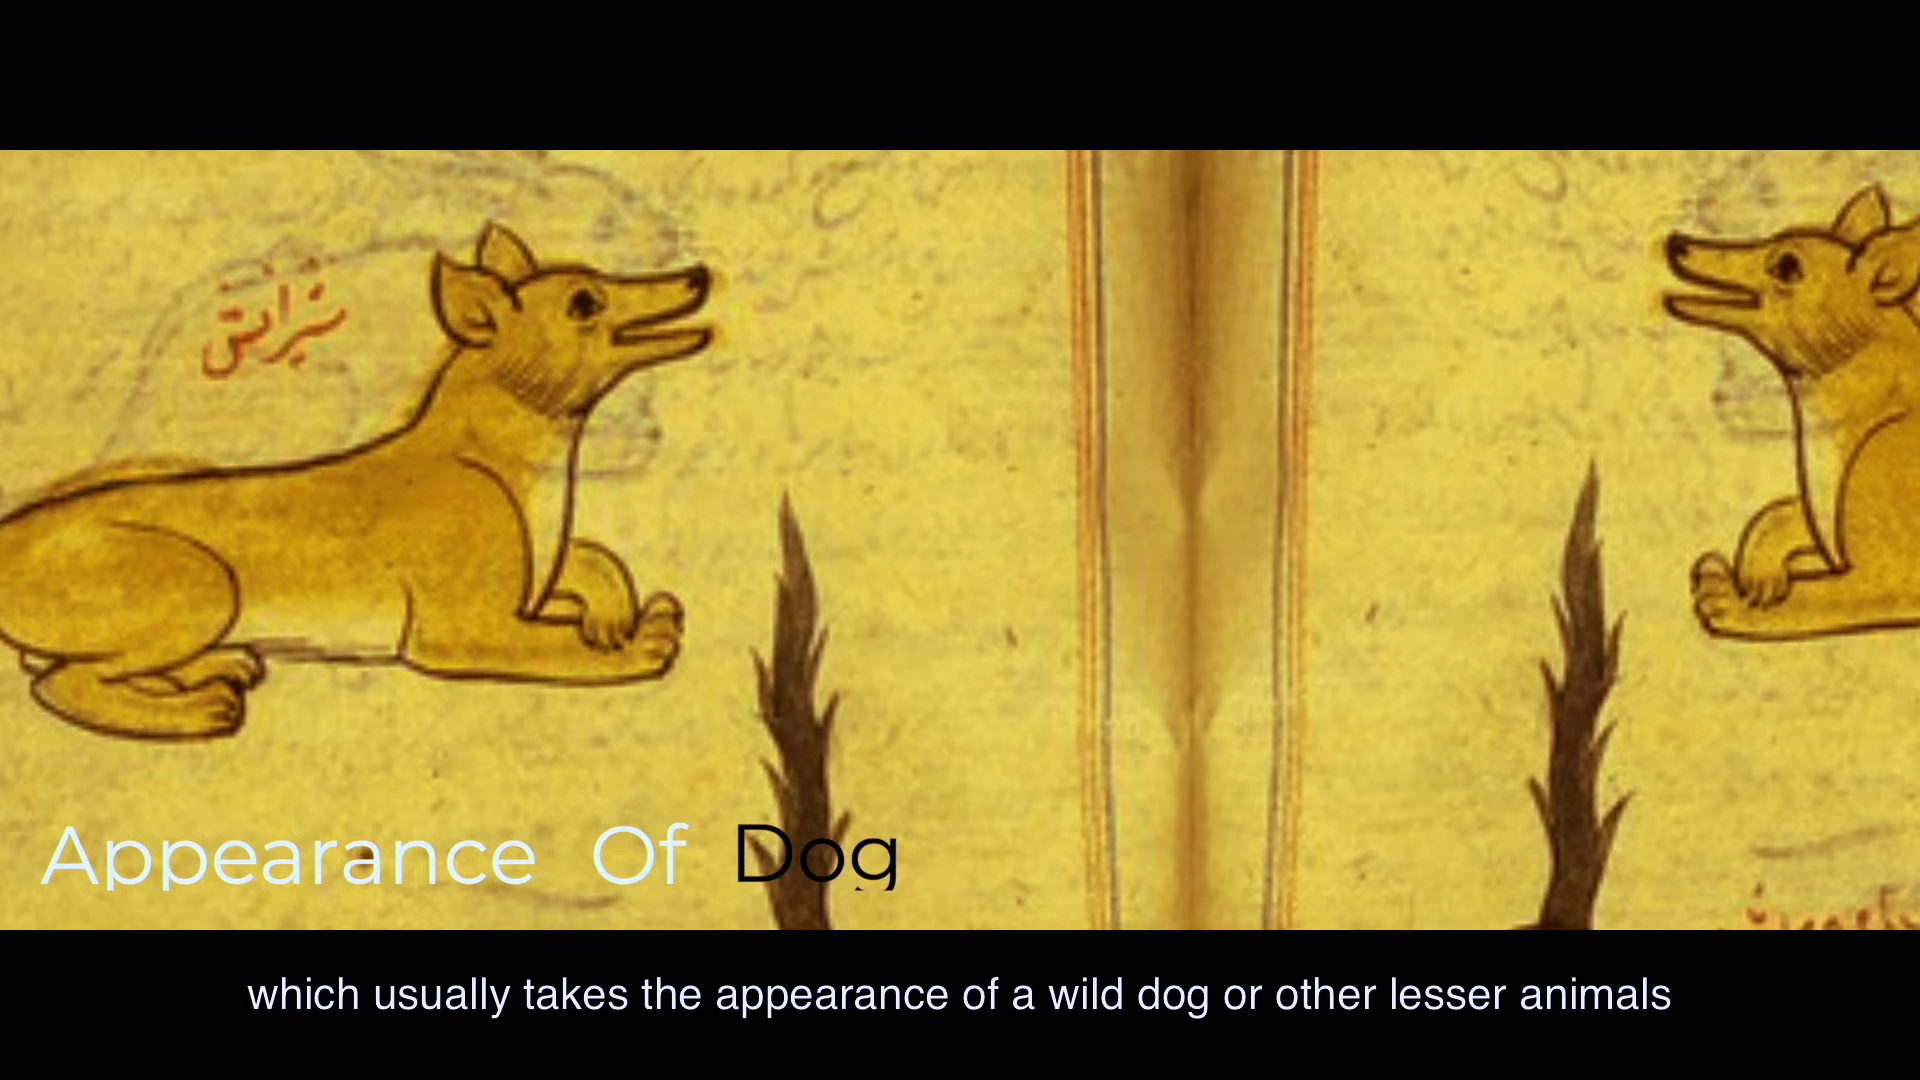 Appearance Of Dog
which usually takes the appearance of a wild dog or other lesser animals